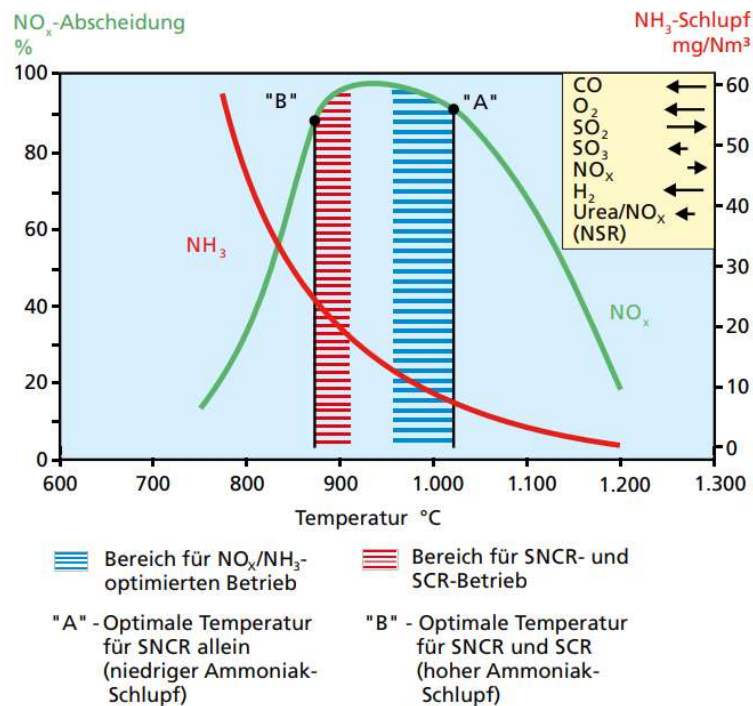 NOx-Abscheidung
%
NH3-Schlupf
mg/Nm³
100
80
60
40
20
0
"B"
"A"
NH3
NOx
CO
O2
SO2
SO3
NOx
H2
Urea/NOx
(NSR)
60
50
40
30
20
10
0
600
700
800
900
1.000
1.100
1.200
1.300
Temperatur °C
Bereich für NOx/NH3-
optimierten Betrieb
Bereich für SNCR- und
SCR-Betrieb
"A" - Optimale Temperatur
für SNCR allein
(niedriger Ammoniak-
Schlupf)
"B" - Optimale Temperatur
für SNCR und SCR
(hoher Ammoniak-
Schlupf)